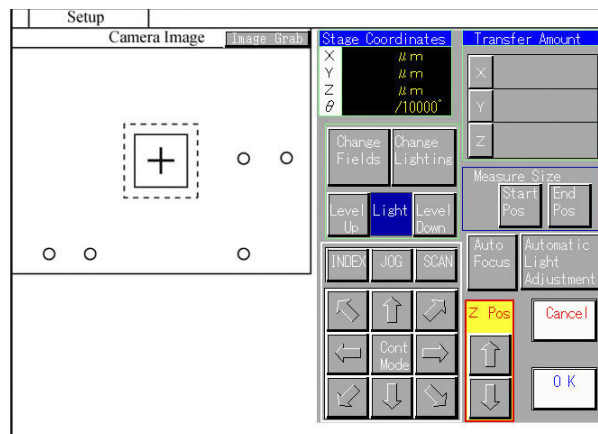 Setup
Camera Image
Image Grab
Stage Coordinates
X μm
Y μm
Z μm
θ /10000°
Transfer Amount
X
Y
Z
Change Fields
Change Lighting
Measure Size
Start Pos
End Pos
Level Up
Light
Level Down
Auto Focus
Automatic Light Adjustment
INDEX
JOG
SCAN
Z Pos
Cancel
Cont Mode
OK